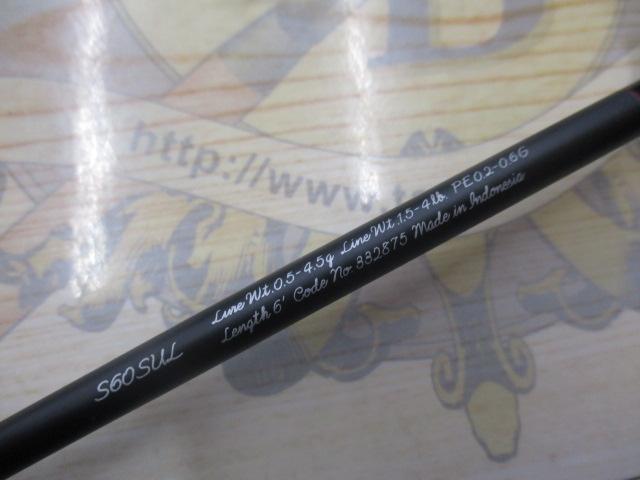 http://www.t
S60SUL
Lure Wt.0.5-4.5g Line Wt.1.5-4lb. PE0.2-0.6G
Length 6' Code No. 332875 Made in Indonesia